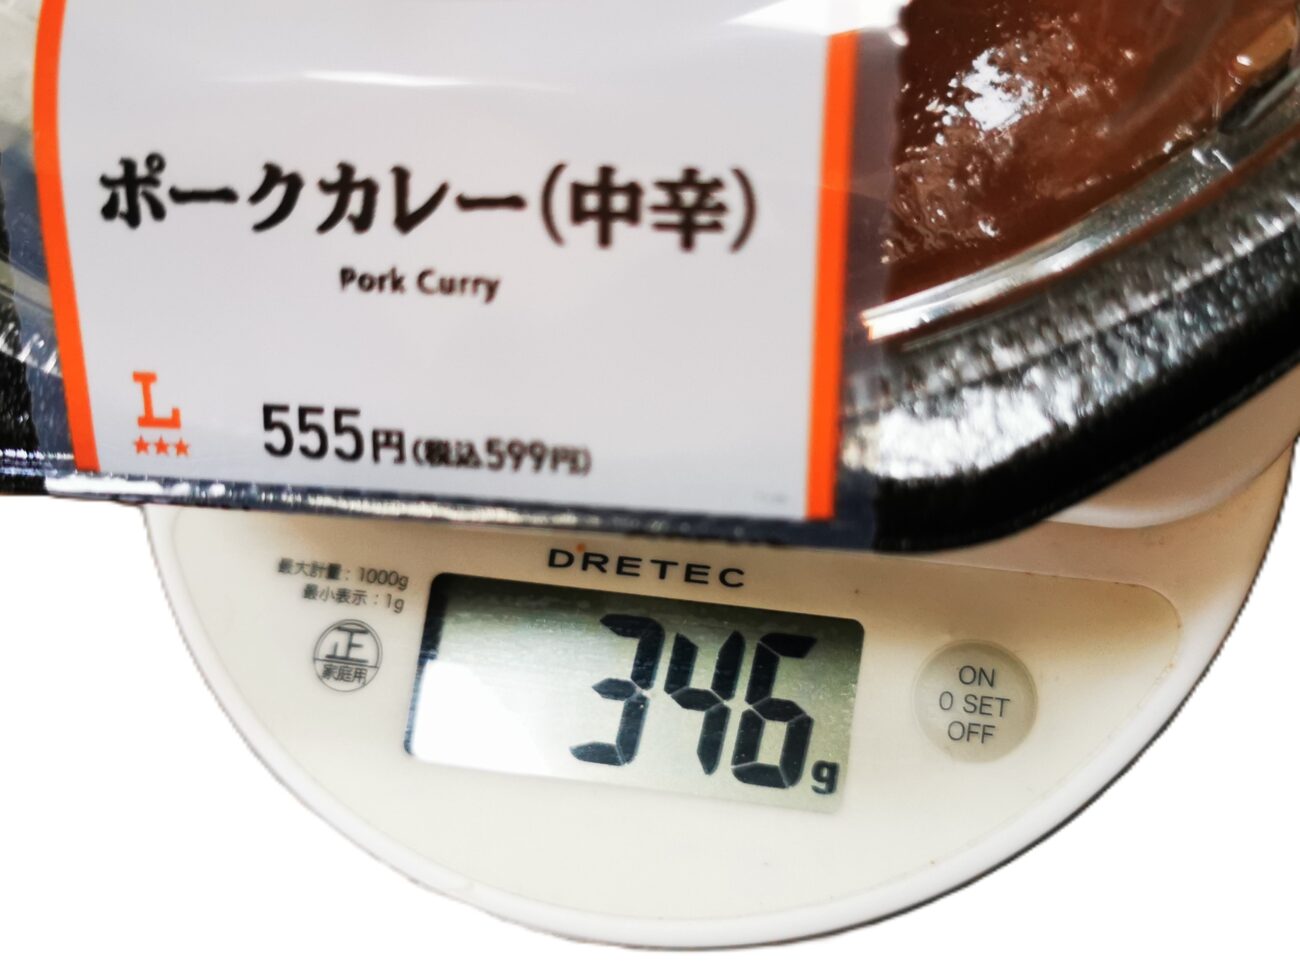 ポークカレー(中辛)
Pork Curry
L
★★★
555円(税込599円)
DRETEC
最大計量:1000g
最小表示:1g
正
家庭用
346g
ON
0 SET
OFF